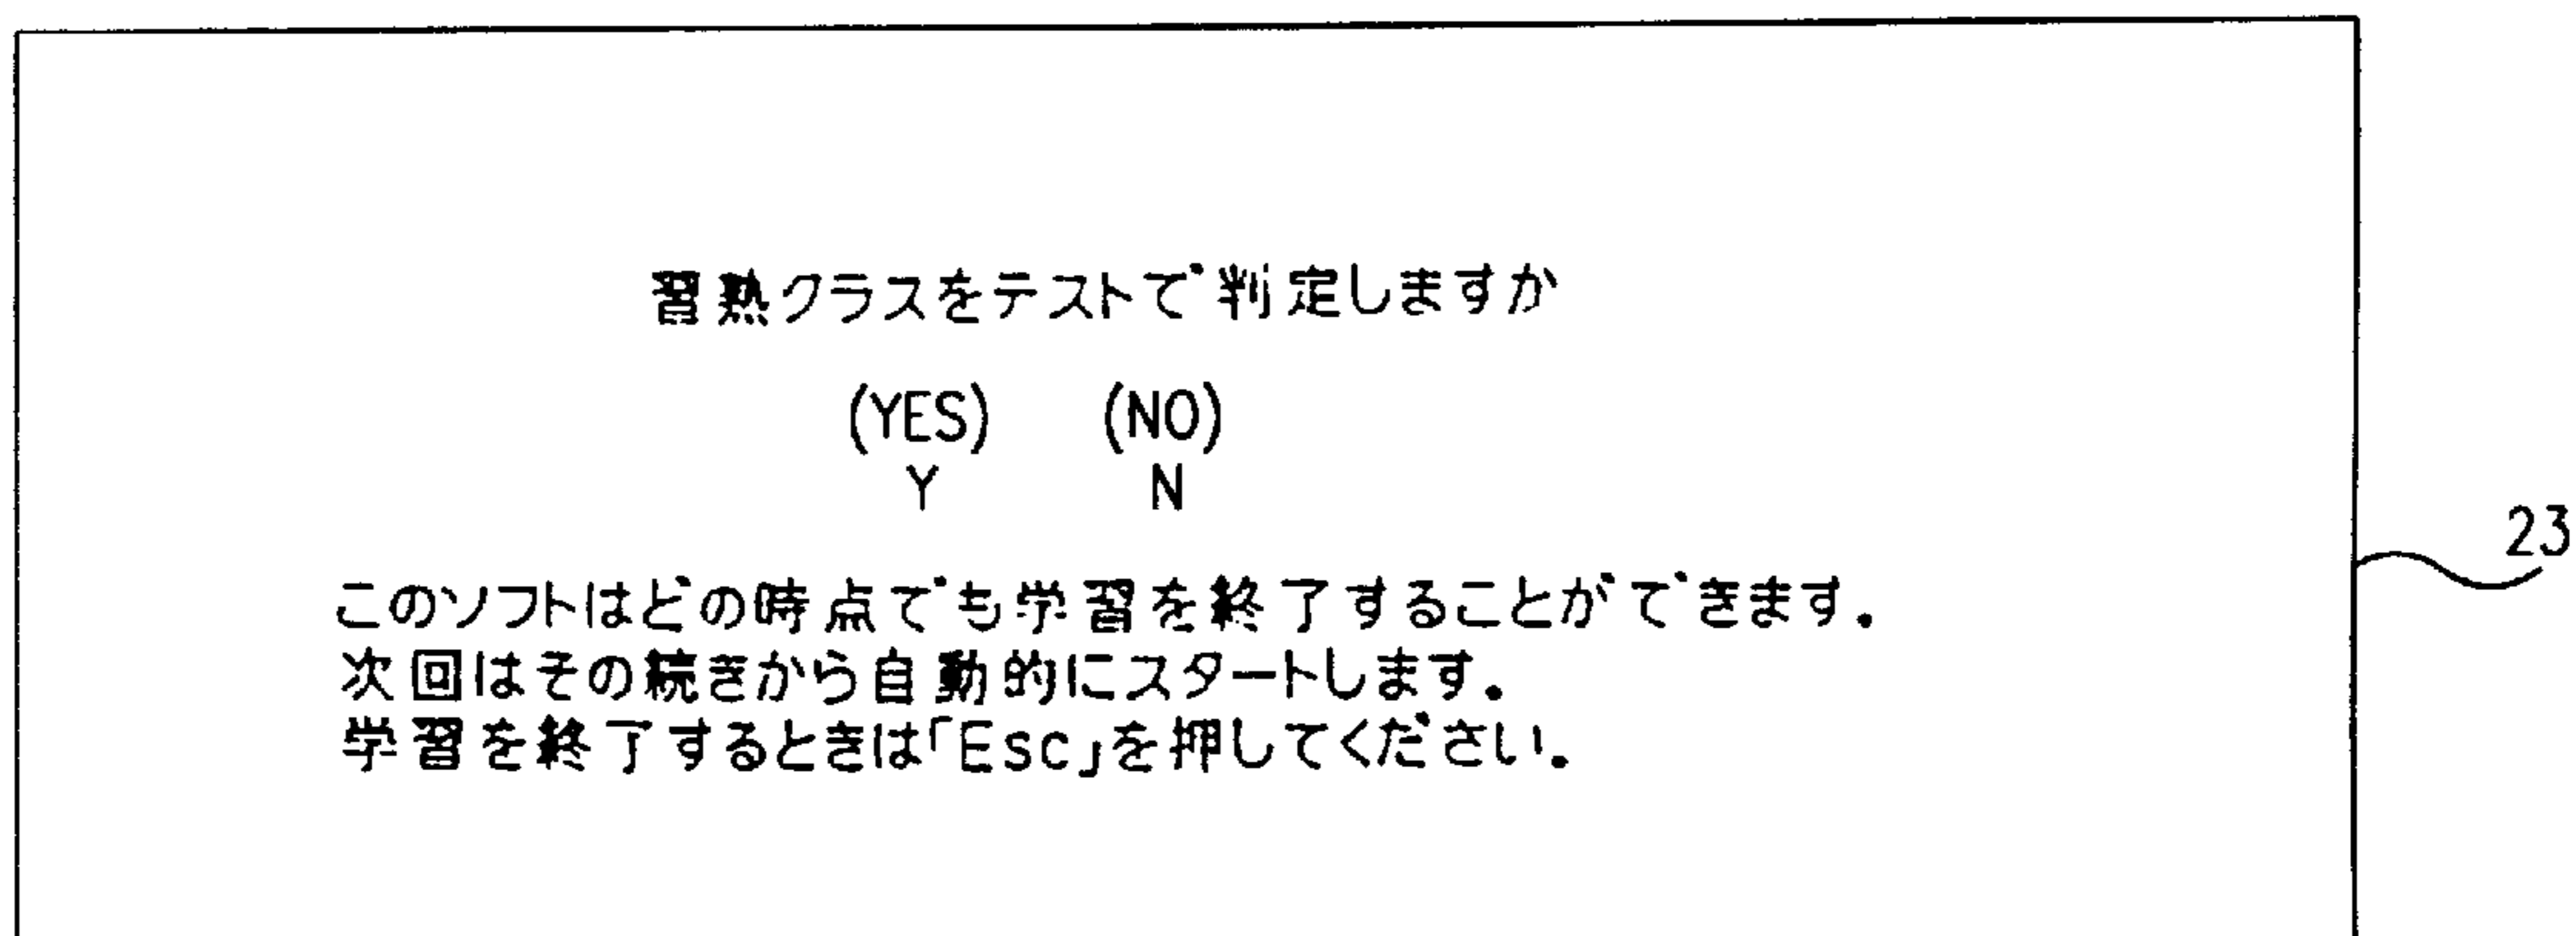 習熟クラスをテストで判定しますか
(YES) (NO)
Y N
23
このソフトはどの時点でも学習を終了することができます.
次回はその続きから自動的にスタートします.
学習を終了するときは「Esc」を押してください.